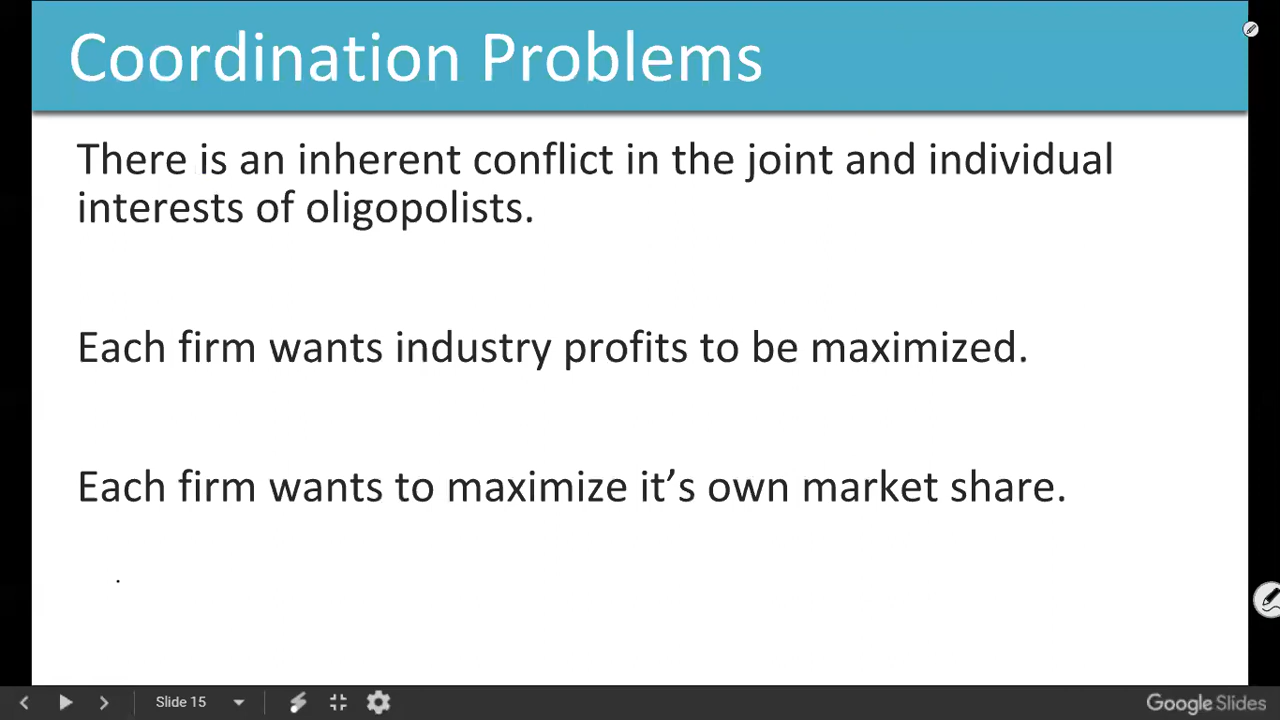 Coordination Problems
There is an inherent conflict in the joint and individual
interests of oligopolists.
Each firm wants industry profits to be maximized.
Each firm wants to maximize it’s own market share.
Slide 15
Google Slides